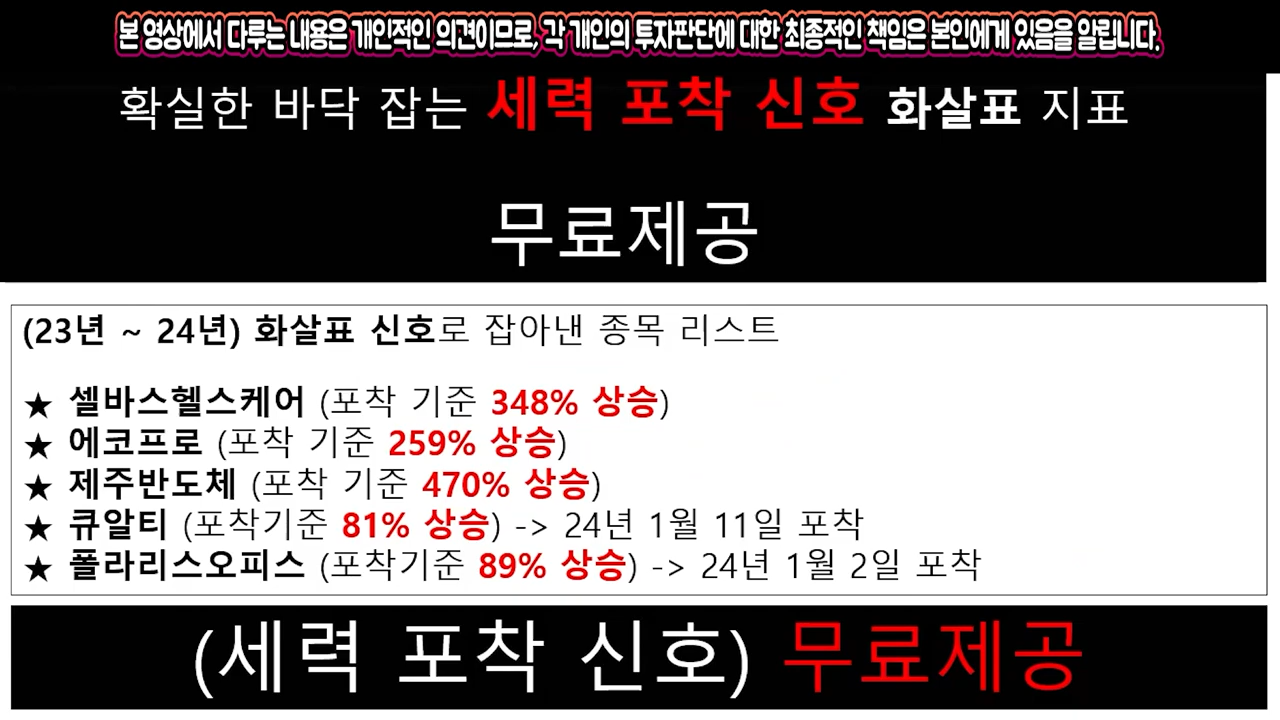 본 영상에서 다루는 내용은 개인적인 의견이므로, 각 개인의 투자판단에 대한 최종적인 책임은 본인에게 있음을 알립니다.
확실한 바닥 잡는 세력 포착 신호 화살표 지표
무료제공
(23년 ~ 24년) 화살표 신호로 잡아낸 종목 리스트
★ 셀바스헬스케어 (포착 기준 348% 상승)
★ 에코프로 (포착 기준 259% 상승)
★ 제주반도체 (포착 기준 470% 상승)
★ 큐알티 (포착기준 81% 상승) -> 24년 1월 11일 포착
★ 폴라리스오피스 (포착기준 89% 상승) -> 24년 1월 2일 포착
(세력 포착 신호) 무료제공